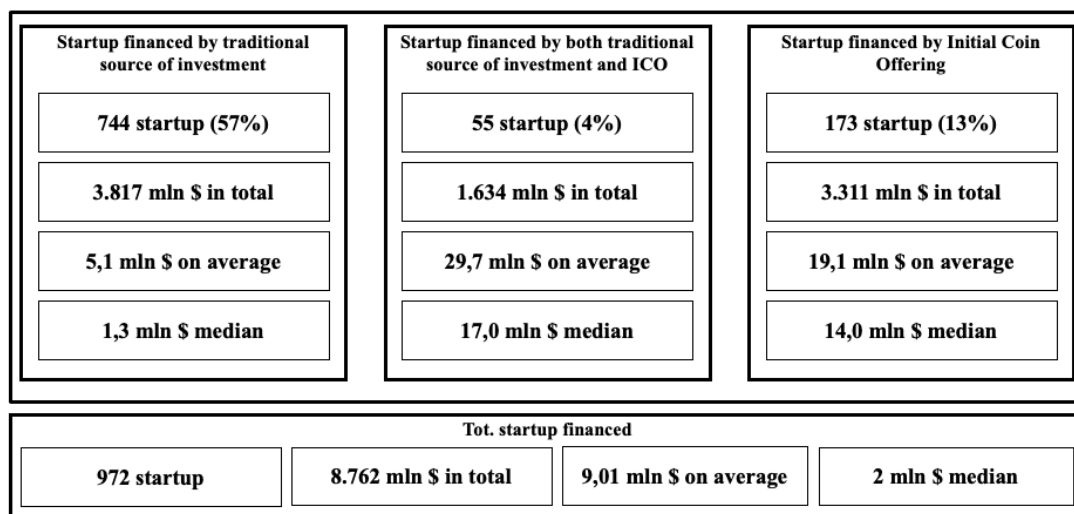 Startup financed by traditional
source of investment
744 startup (57%)
3.817 mln $ in total
5,1 mln $ on average
1,3 mln $ median
Startup financed by both traditional
source of investment and ICO
55 startup (4%)
1.634 mln $ in total
29,7 mln $ on average
17,0 mln $ median
Startup financed by Initial Coin
Offering
173 startup (13%)
3.311 mln $ in total
19,1 mln $ on average
14,0 mln $ median
Tot. startup financed
972 startup
8.762 mln $ in total
9,01 mln $ on average
2 mln $ median